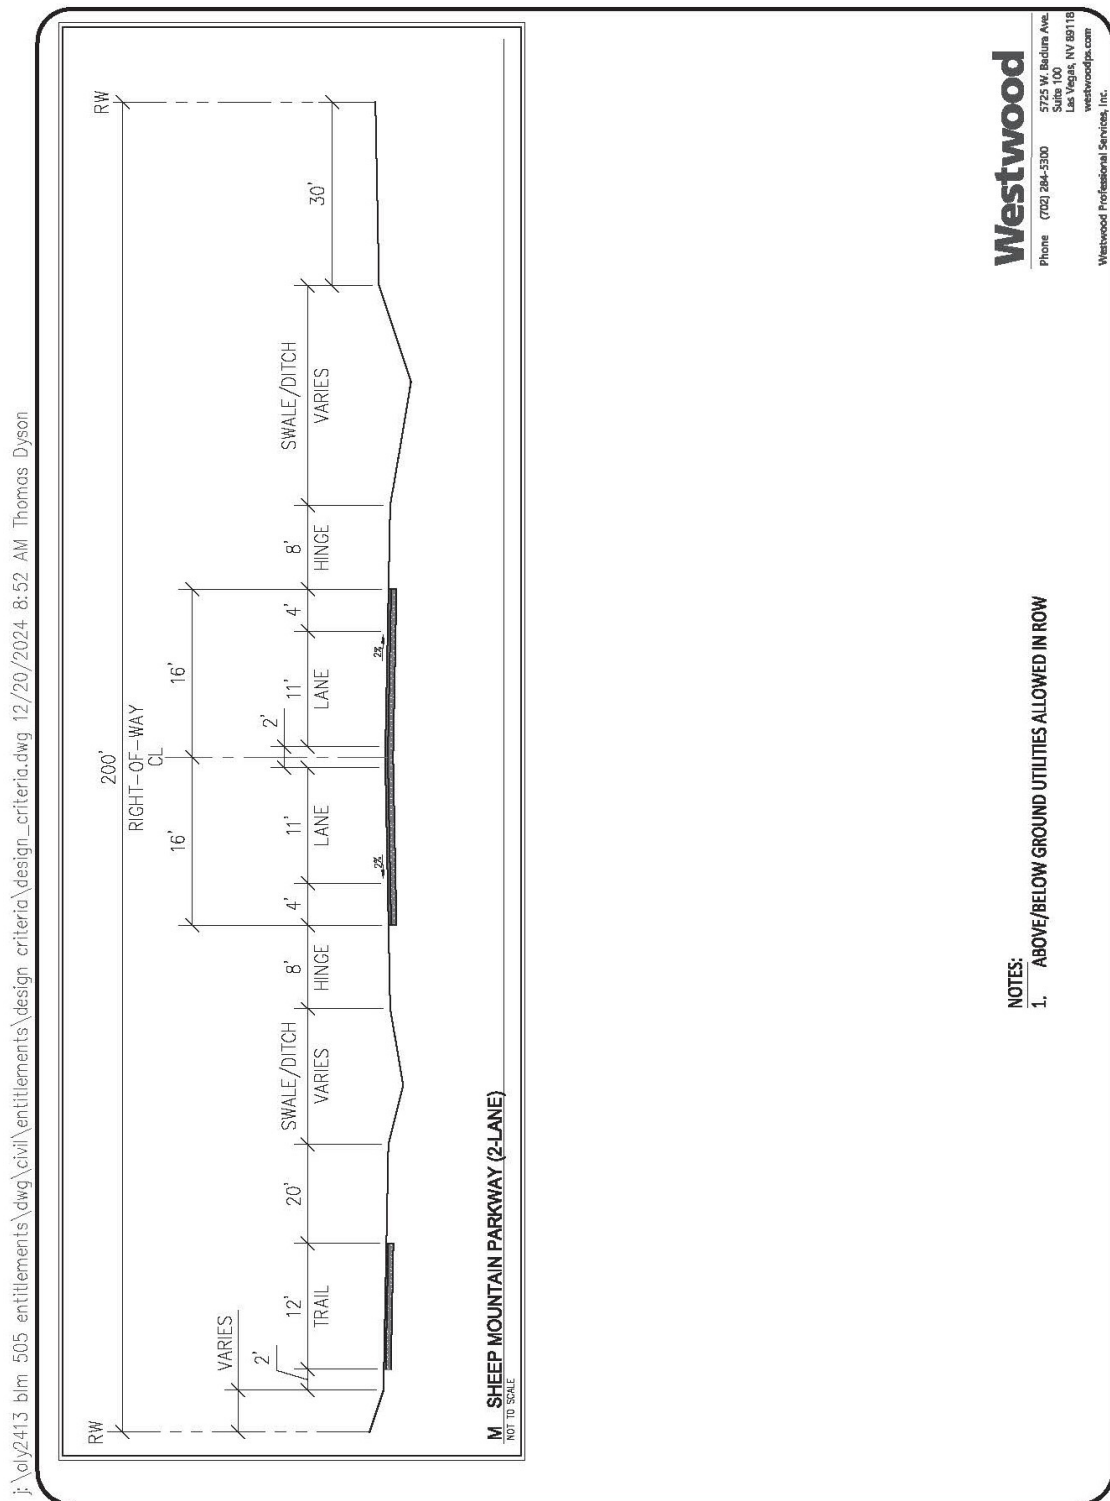 j:\oly2413 blm 505 entitlements\dwg\civil\entitlements\design criteria\design_criteria.dwg 12/20/2024 8:52 AM Thomas Dyson
200'
RW
RW
RIGHT-OF-WAY
CL
16'
16'
VARIES
2'
2'
30'
SWALE/DITCH
SWALE/DITCH
12'
20'
8'
4'
11'
11'
4'
8'
TRAIL
VARIES
HINGE
LANE
LANE
HINGE
VARIES
2%
2%
M SHEEP MOUNTAIN PARKWAY (2-LANE)
NOT TO SCALE
NOTES:
1. ABOVE/BELOW GROUND UTILITIES ALLOWED IN ROW
Westwood
Phone (702) 284-5300 5725 W. Badura Ave.
Suite 100
Las Vegas, NV 89118
westwoodps.com
Westwood Professional Services, Inc.